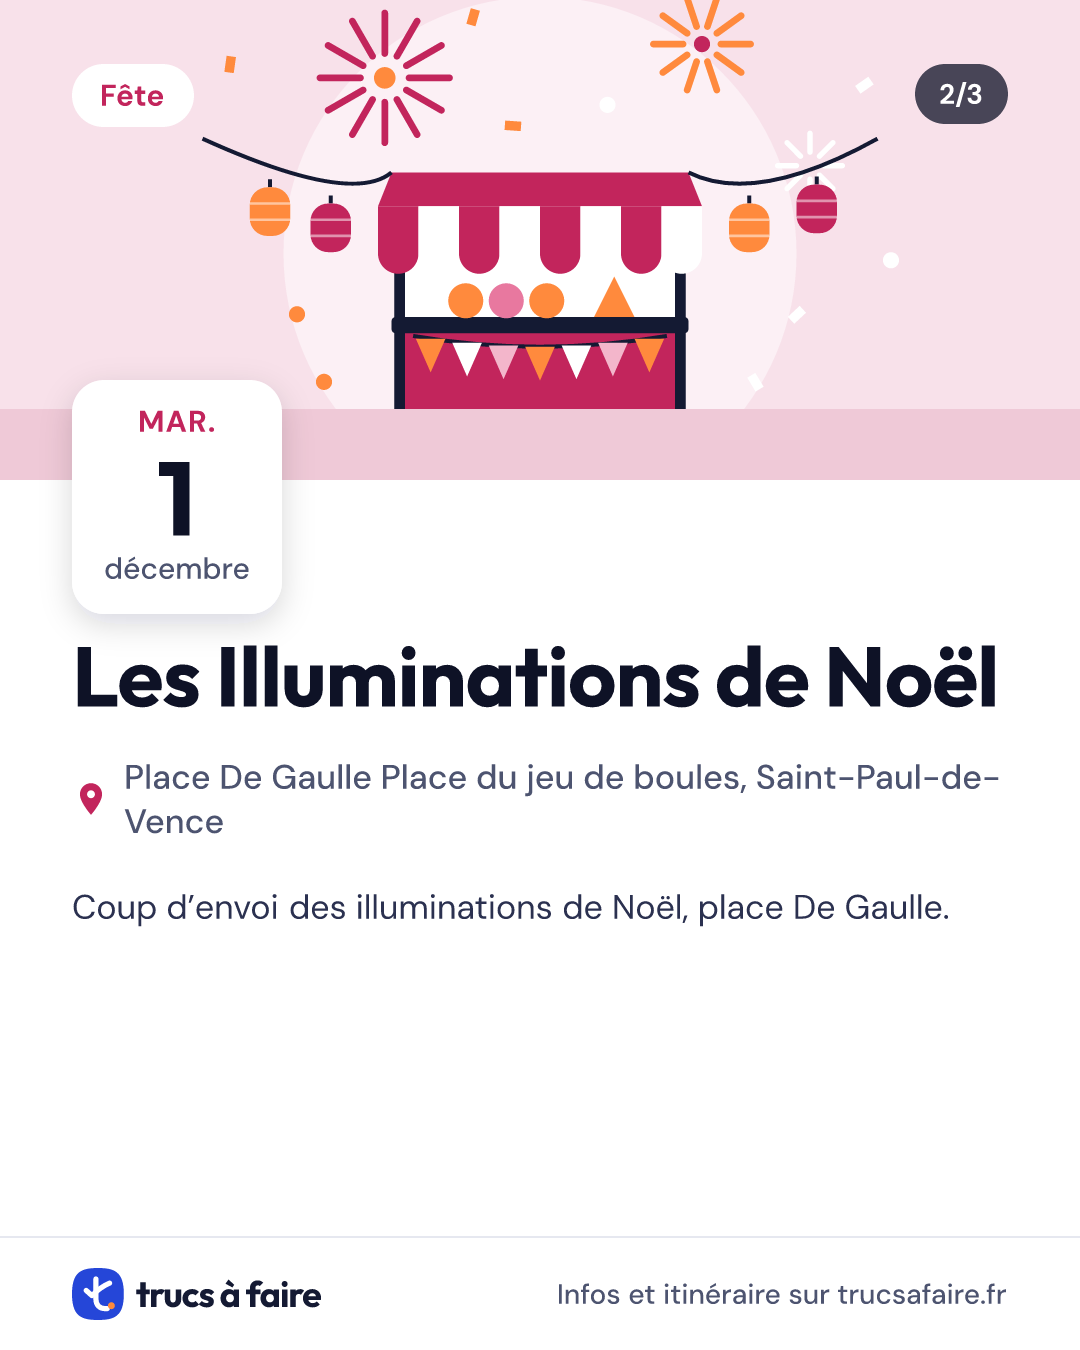 Fête
2/3
MAR.
1
décembre
Les Illuminations de Noël
Place De Gaulle Place du jeu de boules, Saint-Paul-de-
Vence
Coup d’envoi des illuminations de Noël, place De Gaulle.
trucs à faire
Infos et itinéraire sur trucsafaire.fr